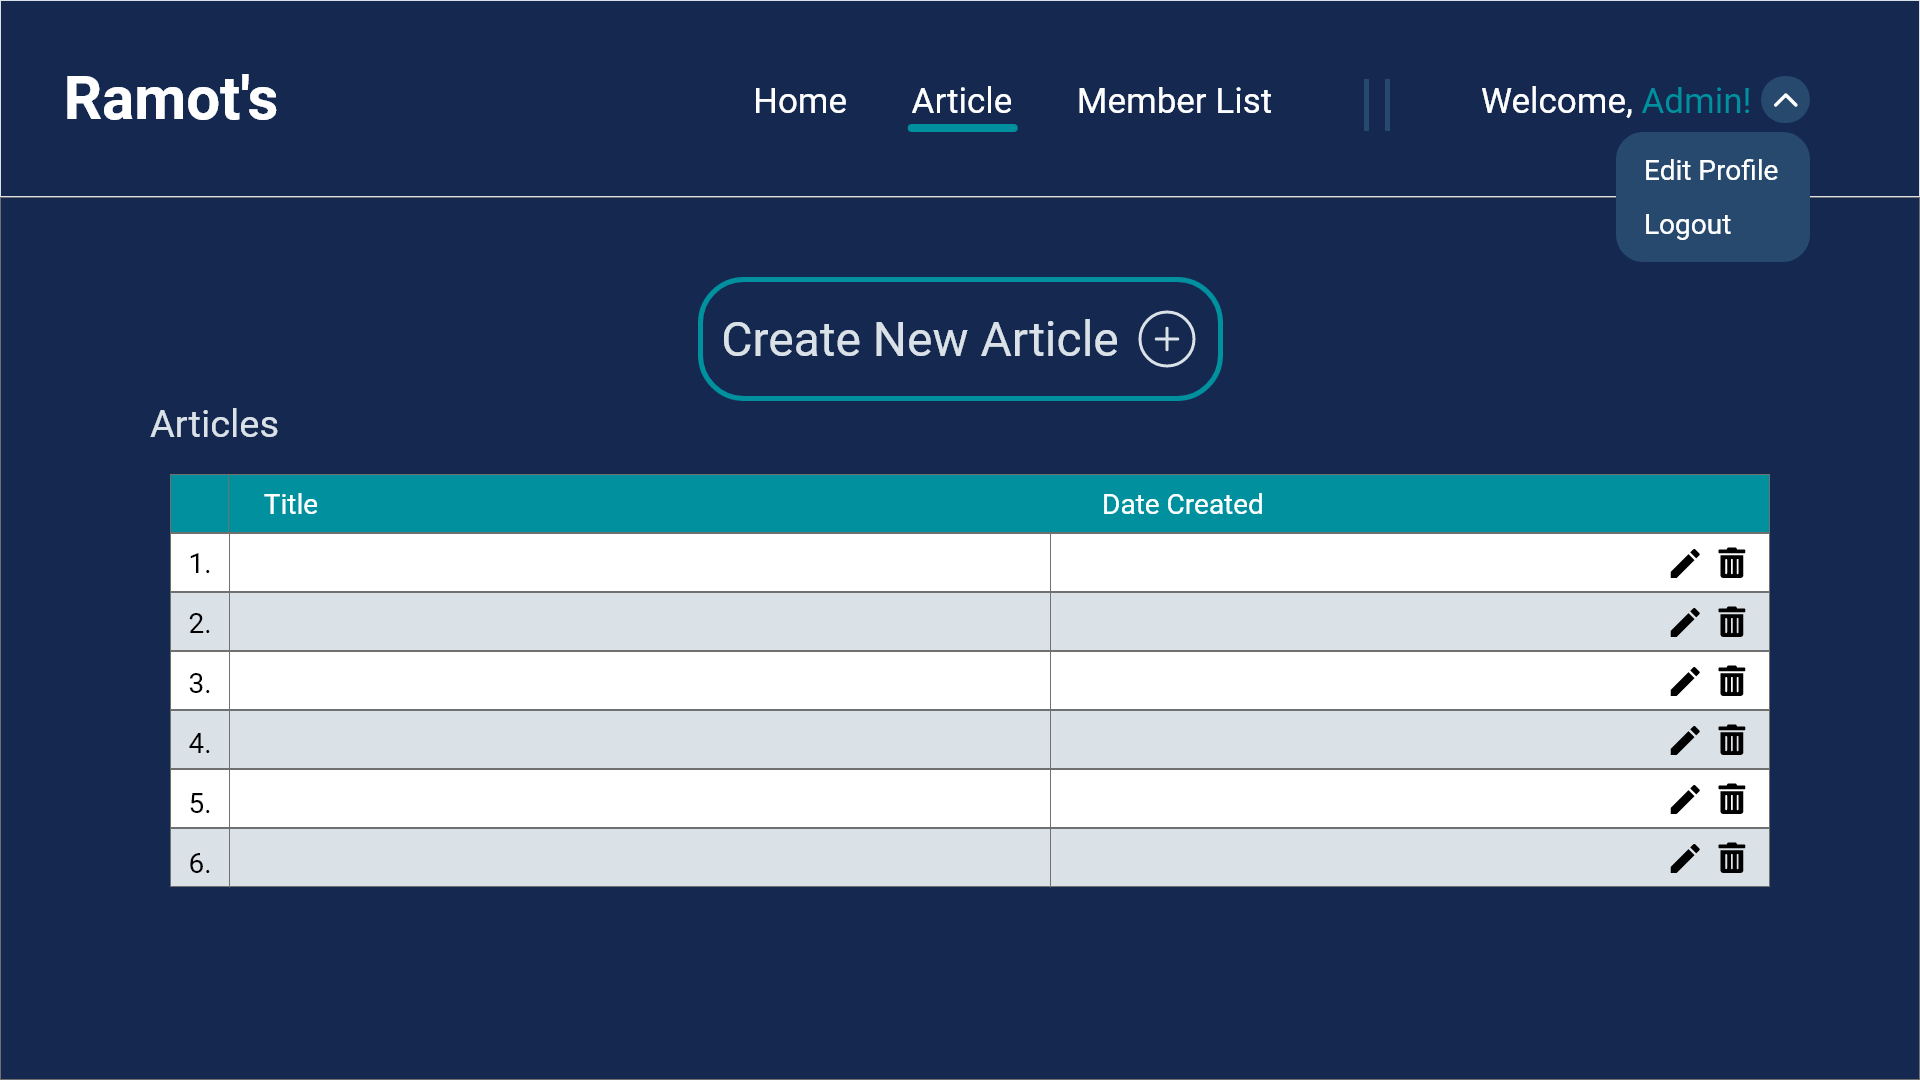 Ramot's
Home Article Member List
Welcome, Admin!
Edit Profile
Logout
Create New Article
Articles
Title Date Created
1.
2.
3.
4.
5.
6.